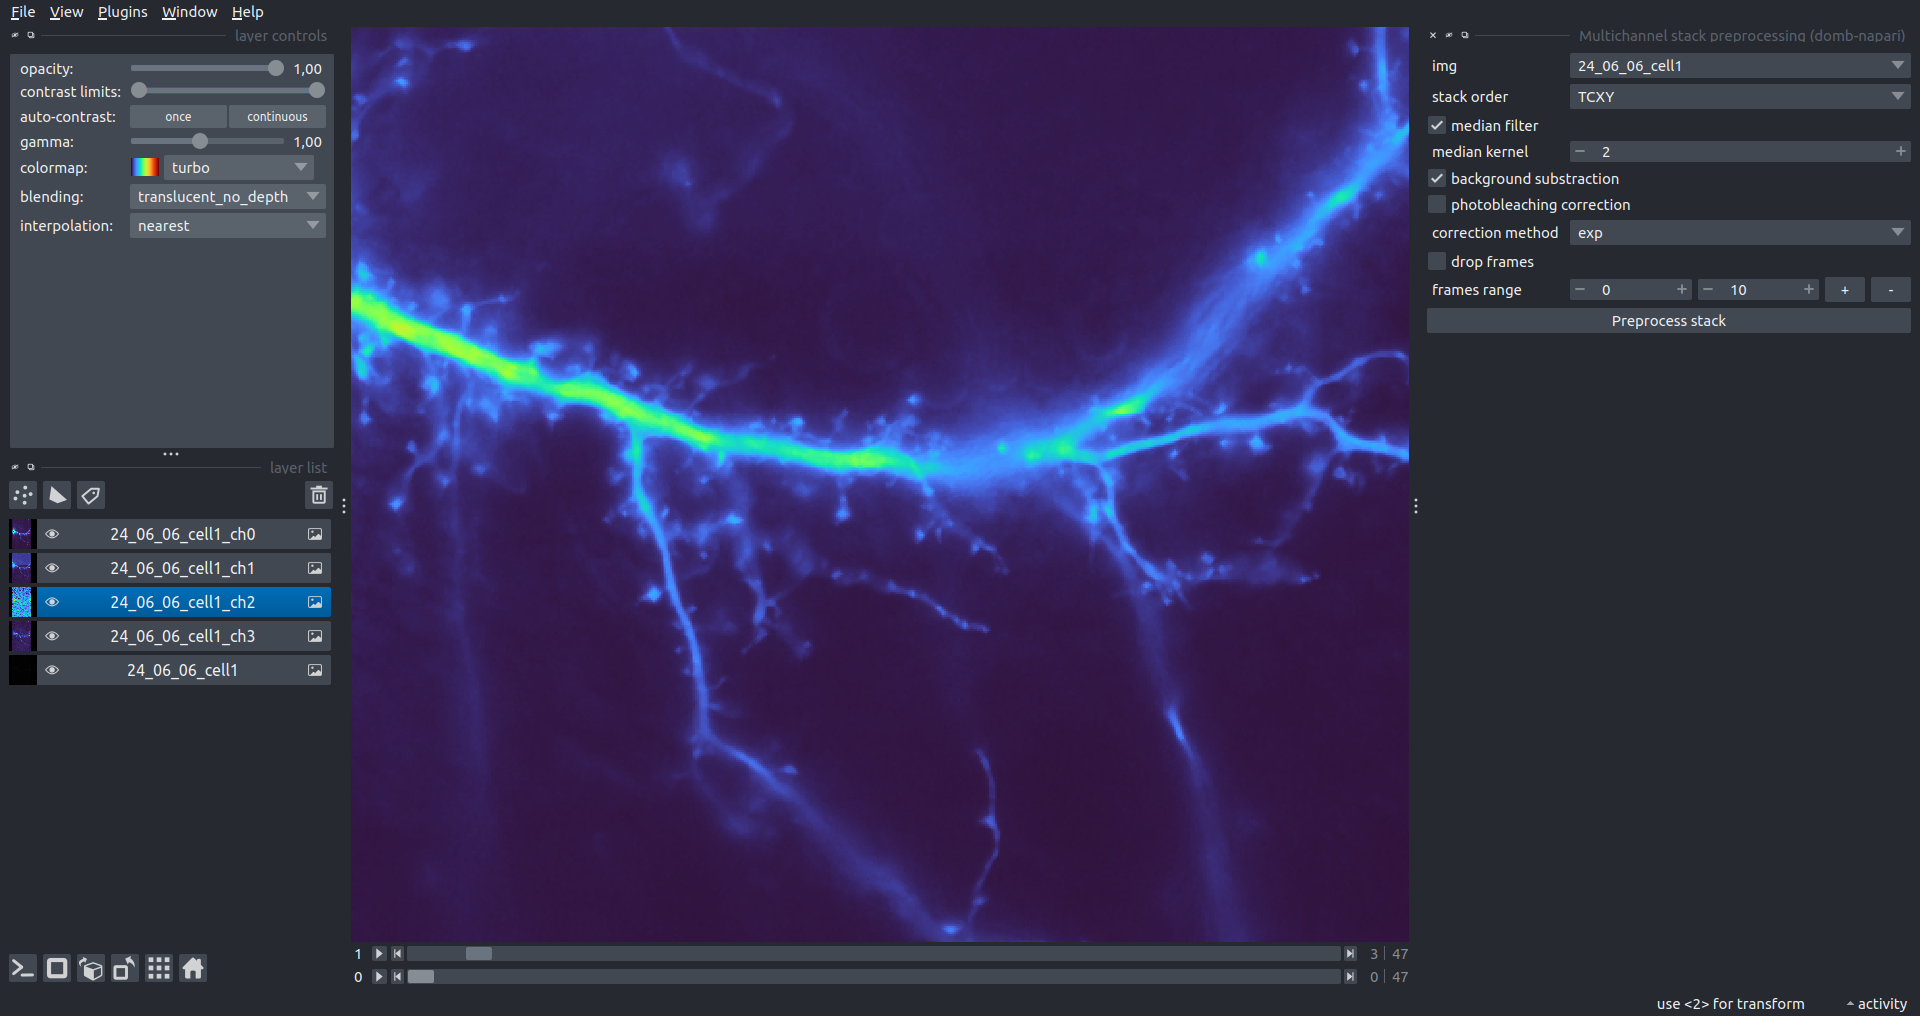 File View Plugins Window Help
layer controls
opacity: 1,00
contrast limits:
auto-contrast: once continuous
gamma: 1,00
colormap: turbo
blending: translucent_no_depth
interpolation: nearest
layer list
24_06_06_cell1_ch0
24_06_06_cell1_ch1
24_06_06_cell1_ch2
24_06_06_cell1_ch3
24_06_06_cell1
1 3 | 47
0 0 | 47
Multichannel stack preprocessing (domb-napari)
img 24_06_06_cell1
stack order TCXY
median filter
median kernel − 2 +
background substraction
photobleaching correction
correction method exp
drop frames
frames range − 0 + − 10 + + -
Preprocess stack
use <2> for transform activity